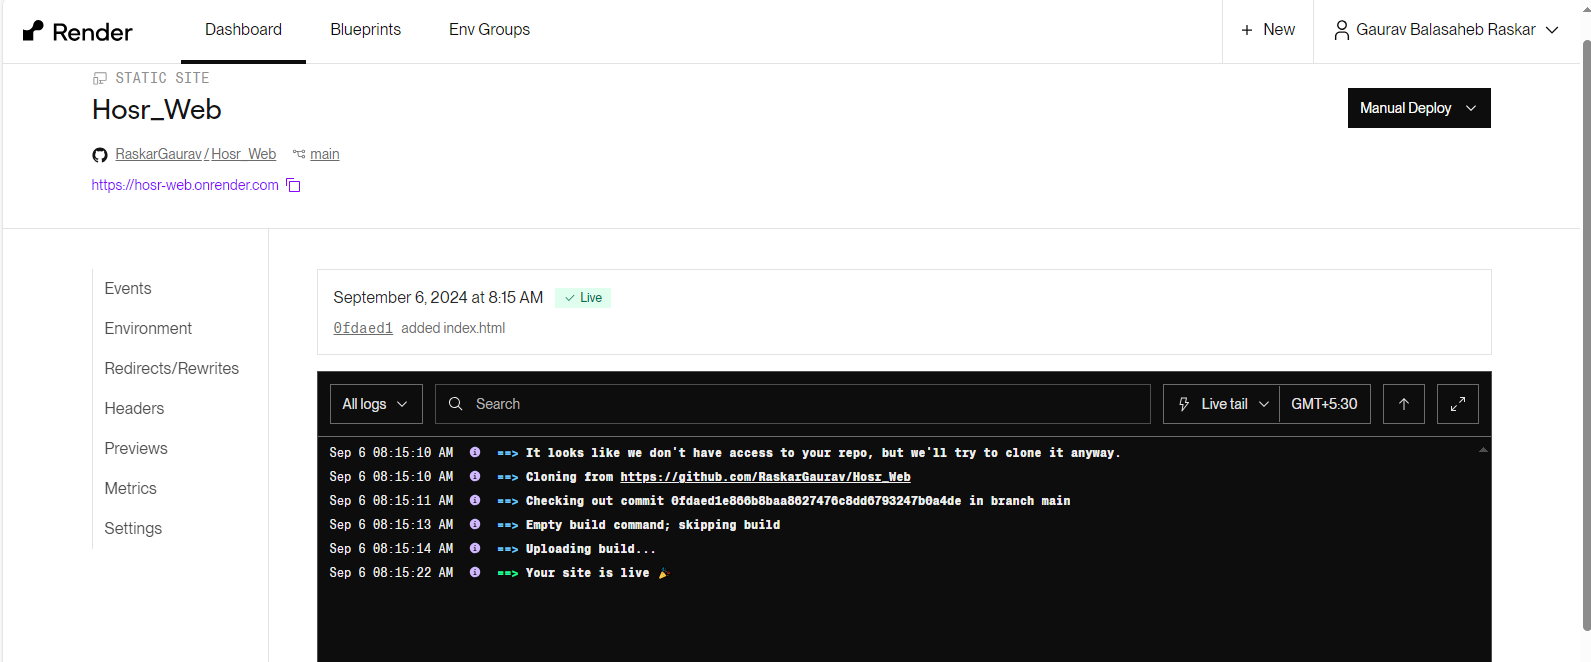 Render Dashboard Blueprints Env Groups + New Gaurav Balasaheb Raskar
STATIC SITE
Hosr_Web
Manual Deploy
RaskarGaurav/Hosr_Web main
https://hosr-web.onrender.com
Events
Environment
Redirects/Rewrites
Headers
Previews
Metrics
Settings
September 6, 2024 at 8:15 AM ✓ Live
0fdaed1 added index.html
All logs Search Live tail GMT+5:30
Sep 6 08:15:10 AM ==> It looks like we don't have access to your repo, but we'll try to clone it anyway.
Sep 6 08:15:10 AM ==> Cloning from https://github.com/RaskarGaurav/Hosr_Web
Sep 6 08:15:11 AM ==> Checking out commit 0fdaed1e866b8baa8627476c8dd6793247b0a4de in branch main
Sep 6 08:15:13 AM ==> Empty build command; skipping build
Sep 6 08:15:14 AM ==> Uploading build...
Sep 6 08:15:22 AM ==> Your site is live 🎉